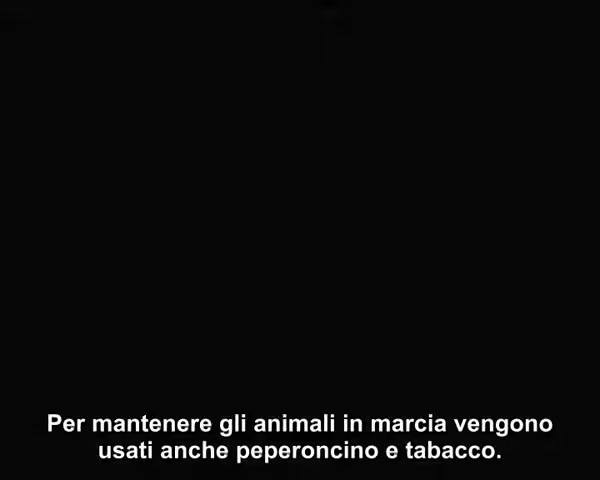 Per mantenere gli animali in marcia vengono
usati anche peperoncino e tabacco.